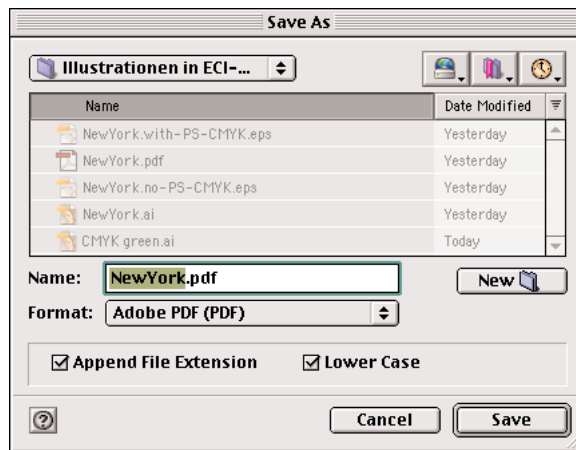 Save As
Illustrationen in ECI-...
Name Date Modified
NewYork.with-PS-CMYK.eps Yesterday
NewYork.pdf Yesterday
NewYork.no-PS-CMYK.eps Yesterday
NewYork.ai Yesterday
CMYK green.ai Today
Name: NewYork.pdf New
Format: Adobe PDF (PDF)
Append File Extension Lower Case
? Cancel Save